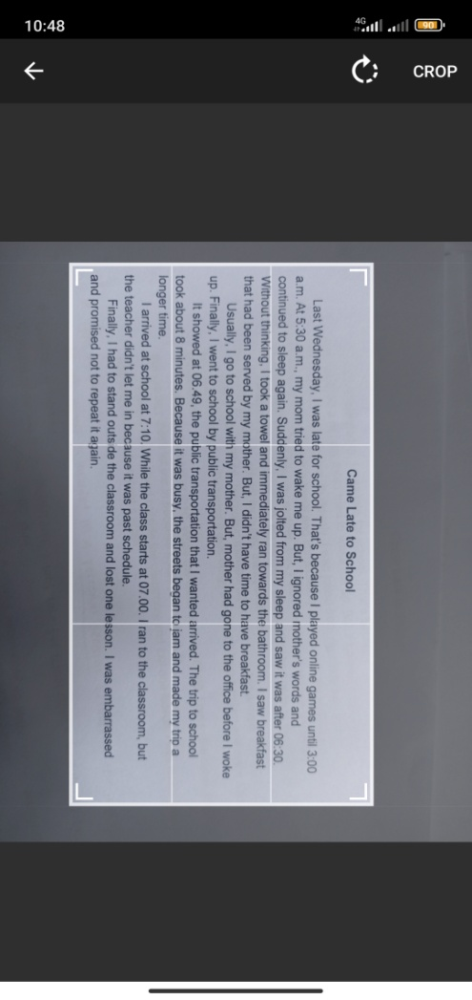 10:48
4G
90
CROP
Came Late to School
Last Wednesday, I was late for school. That's because I played online games until 3:00
a.m. At 5:30 a.m., my mom tried to wake me up. But, I ignored mother's words and
continued to sleep again. Suddenly, I was jolted from my sleep and saw it was after 06:30.
Without thinking, I took a towel and immediately ran towards the bathroom. I saw breakfast
that had been served by my mother. But, I didn't have time to have breakfast.
Usually, I go to school with my mother. But, mother had gone to the office before I woke
up. Finally, I went to school by public transportation.
It showed at 06.49, the public transportation that I wanted arrived. The trip to school
took about 8 minutes. Because it was busy, the streets began to jam and made my trip a
longer time.
I arrived at school at 7:10. While the class starts at 07.00. I ran to the classroom, but
the teacher didn't let me in because it was past schedule.
Finally, I had to stand outside the classroom and lost one lesson. I was embarrassed
and promised not to repeat it again.